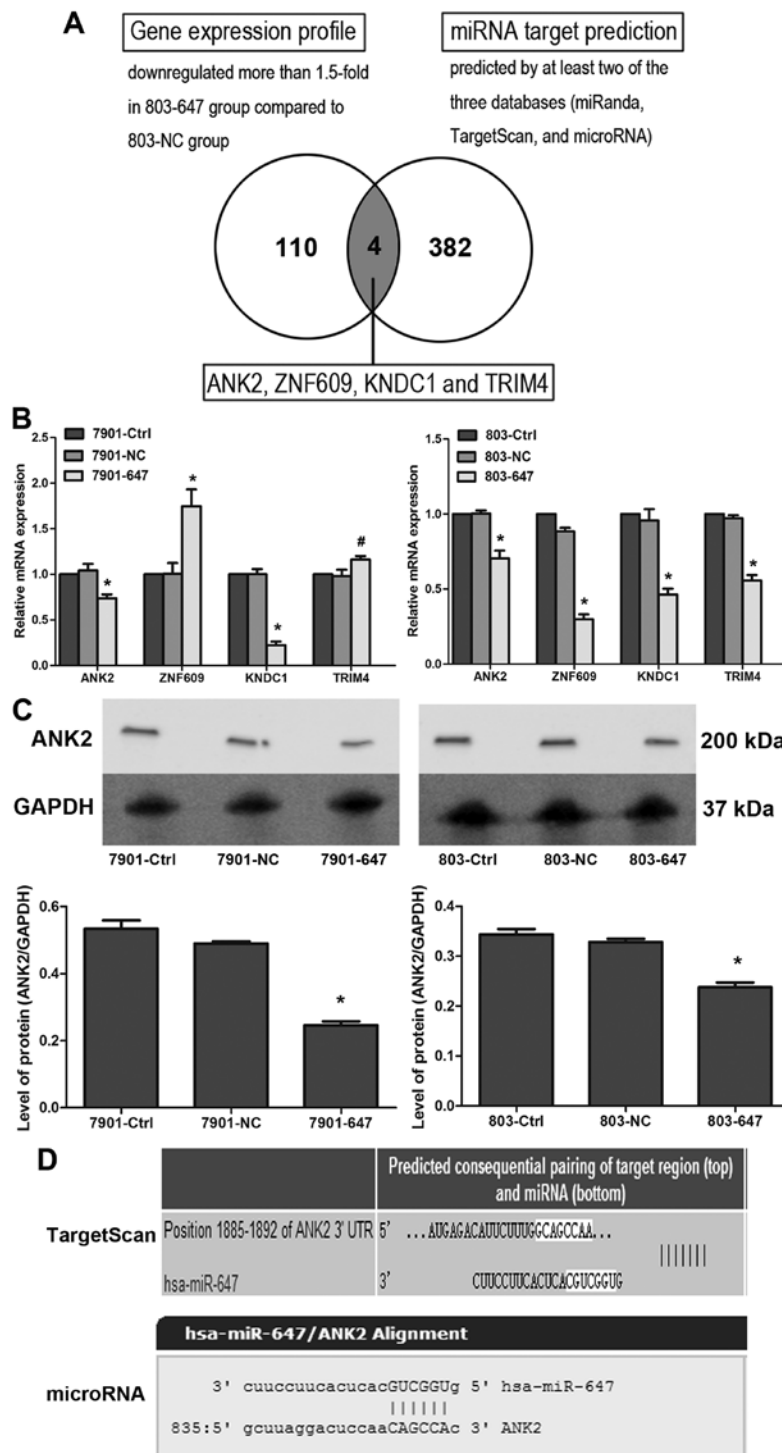 A
Gene expression profile
downregulated more than 1.5-fold
in 803-647 group compared to
803-NC group
miRNA target prediction
predicted by at least two of the
three databases (miRanda,
TargetScan, and microRNA)
110
4
382
ANK2, ZNF609, KNDC1 and TRIM4
B
Relative mRNA expression
2.5
2.0
1.5
1.0
0.5
0.0
7901-Ctrl
7901-NC
7901-647
*
*
*
#
ANK2 ZNF609 KNDC1 TRIM4
Relative mRNA expression
1.5
1.0
0.5
0.0
803-Ctrl
803-NC
803-647
*
*
*
*
ANK2 ZNF609 KNDC1 TRIM4
C
ANK2
200 kDa
GAPDH
37 kDa
7901-Ctrl 7901-NC 7901-647
803-Ctrl 803-NC 803-647
Level of protein (ANK2/GAPDH)
0.6
0.4
0.2
0.0
*
7901-Ctrl 7901-NC 7901-647
Level of protein (ANK2/GAPDH)
0.4
0.3
0.2
0.1
0.0
*
803-Ctrl 803-NC 803-647
D
Predicted consequential pairing of target region (top)
and miRNA (bottom)
TargetScan
Position 1885-1892 of ANK2 3' UTR 5' ...AUGAGACAUUCUUUGGCAGCCAA...
|||||||
hsa-miR-647 3' CUUCCUUCACUCACGUCGGUG
hsa-miR-647/ANK2 Alignment
microRNA
3' cuuccuucacucacGUCGGUg 5' hsa-miR-647
||||||
835:5' gcuuaggacuccaaCAGCCAc 3' ANK2